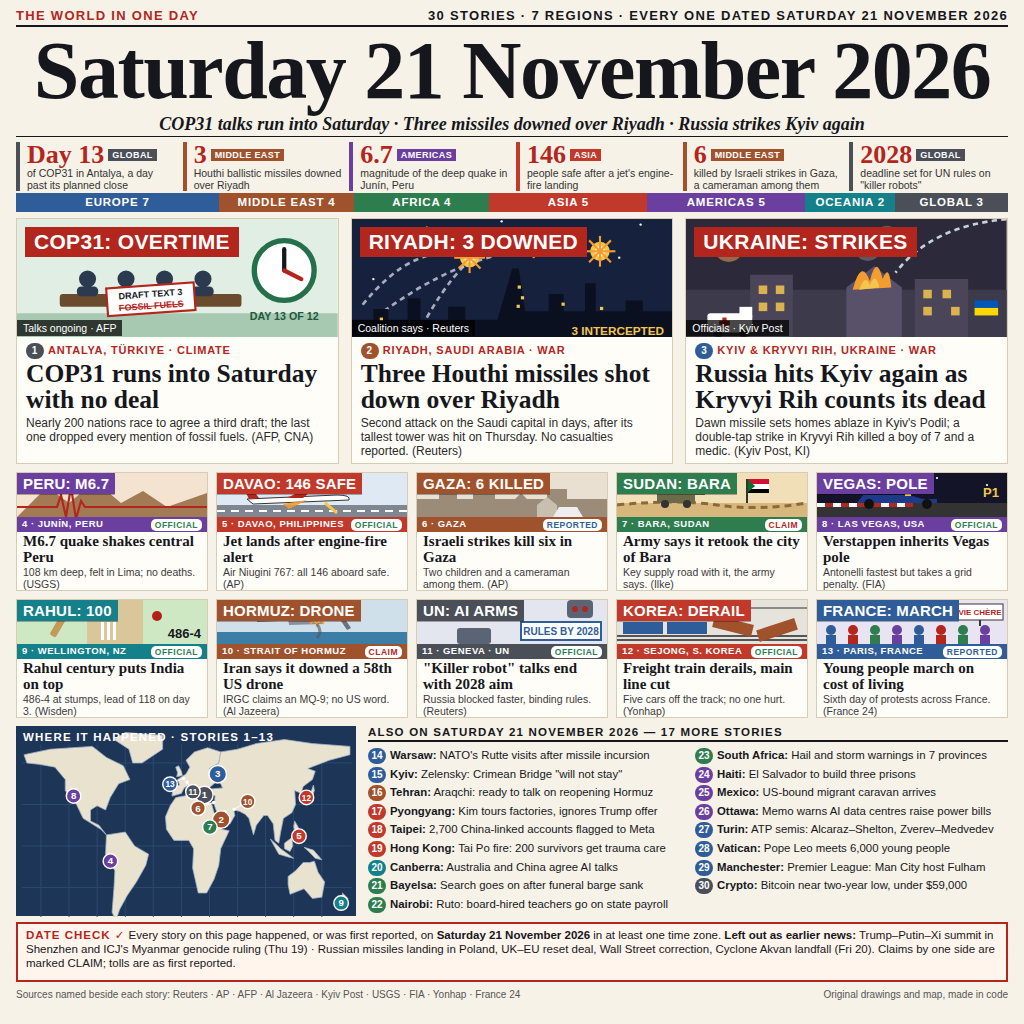 THE WORLD IN ONE DAY
30 STORIES · 7 REGIONS · EVERY ONE DATED SATURDAY 21 NOVEMBER 2026
Saturday 21 November 2026
COP31 talks run into Saturday · Three missiles downed over Riyadh · Russia strikes Kyiv again
Day 13 GLOBAL
of COP31 in Antalya, a day
past its planned close
3 MIDDLE EAST
Houthi ballistic missiles downed
over Riyadh
6.7 AMERICAS
magnitude of the deep quake in
Junín, Peru
146 ASIA
people safe after a jet's engine-
fire landing
6 MIDDLE EAST
killed by Israeli strikes in Gaza,
a cameraman among them
2028 GLOBAL
deadline set for UN rules on
"killer robots"
EUROPE 7
MIDDLE EAST 4
AFRICA 4
ASIA 5
AMERICAS 5
OCEANIA 2
GLOBAL 3
COP31: OVERTIME
DRAFT TEXT 3
FOSSIL FUELS
DAY 13 OF 12
Talks ongoing · AFP
1 ANTALYA, TÜRKIYE · CLIMATE
COP31 runs into Saturday
with no deal
Nearly 200 nations race to agree a third draft; the last
one dropped every mention of fossil fuels. (AFP, CNA)
RIYADH: 3 DOWNED
Coalition says · Reuters
3 INTERCEPTED
2 RIYADH, SAUDI ARABIA · WAR
Three Houthi missiles shot
down over Riyadh
Second attack on the Saudi capital in days, after its
tallest tower was hit on Thursday. No casualties
reported. (Reuters)
UKRAINE: STRIKES
Officials · Kyiv Post
3 KYIV & KRYVYI RIH, UKRAINE · WAR
Russia hits Kyiv again as
Kryvyi Rih counts its dead
Dawn missile sets homes ablaze in Kyiv's Podil; a
double-tap strike in Kryvyi Rih killed a boy of 7 and a
medic. (Kyiv Post, KI)
PERU: M6.7
4 · JUNÍN, PERU OFFICIAL
M6.7 quake shakes central
Peru
108 km deep, felt in Lima; no deaths.
(USGS)
DAVAO: 146 SAFE
5 · DAVAO, PHILIPPINES OFFICIAL
Jet lands after engine-fire
alert
Air Niugini 767: all 146 aboard safe.
(AP)
GAZA: 6 KILLED
6 · GAZA REPORTED
Israeli strikes kill six in
Gaza
Two children and a cameraman
among them. (AP)
SUDAN: BARA
7 · BARA, SUDAN CLAIM
Army says it retook the city
of Bara
Key supply road with it, the army
says. (Ilke)
VEGAS: POLE
P1
8 · LAS VEGAS, USA OFFICIAL
Verstappen inherits Vegas
pole
Antonelli fastest but takes a grid
penalty. (FIA)
RAHUL: 100
486-4
9 · WELLINGTON, NZ OFFICIAL
Rahul century puts India
on top
486-4 at stumps, lead of 118 on day
3. (Wisden)
HORMUZ: DRONE
10 · STRAIT OF HORMUZ CLAIM
Iran says it downed a 58th
US drone
IRGC claims an MQ-9; no US word.
(Al Jazeera)
UN: AI ARMS
RULES BY 2028
11 · GENEVA · UN OFFICIAL
"Killer robot" talks end
with 2028 aim
Russia blocked faster, binding rules.
(Reuters)
KOREA: DERAIL
12 · SEJONG, S. KOREA OFFICIAL
Freight train derails, main
line cut
Five cars off the track; no one hurt.
(Yonhap)
FRANCE: MARCH
VIE CHÈRE
13 · PARIS, FRANCE REPORTED
Young people march on
cost of living
Sixth day of protests across France.
(France 24)
WHERE IT HAPPENED · STORIES 1–13
3
13
11 1
8
10
12
6
2
7
5
4
9
ALSO ON SATURDAY 21 NOVEMBER 2026 — 17 MORE STORIES
14 Warsaw: NATO's Rutte visits after missile incursion
15 Kyiv: Zelensky: Crimean Bridge "will not stay"
16 Tehran: Araqchi: ready to talk on reopening Hormuz
17 Pyongyang: Kim tours factories, ignores Trump offer
18 Taipei: 2,700 China-linked accounts flagged to Meta
19 Hong Kong: Tai Po fire: 200 survivors get trauma care
20 Canberra: Australia and China agree AI talks
21 Bayelsa: Search goes on after funeral barge sank
22 Nairobi: Ruto: board-hired teachers go on state payroll
23 South Africa: Hail and storm warnings in 7 provinces
24 Haiti: El Salvador to build three prisons
25 Mexico: US-bound migrant caravan arrives
26 Ottawa: Memo warns AI data centres raise power bills
27 Turin: ATP semis: Alcaraz–Shelton, Zverev–Medvedev
28 Vatican: Pope Leo meets 6,000 young people
29 Manchester: Premier League: Man City host Fulham
30 Crypto: Bitcoin near two-year low, under $59,000
DATE CHECK ✓ Every story on this page happened, or was first reported, on Saturday 21 November 2026 in at least one time zone. Left out as earlier news: Trump–Putin–Xi summit in
Shenzhen and ICJ's Myanmar genocide ruling (Thu 19) · Russian missiles landing in Poland, UK–EU reset deal, Wall Street correction, Cyclone Akvan landfall (Fri 20). Claims by one side are
marked CLAIM; tolls are as first reported.
Sources named beside each story: Reuters · AP · AFP · Al Jazeera · Kyiv Post · USGS · FIA · Yonhap · France 24
Original drawings and map, made in code